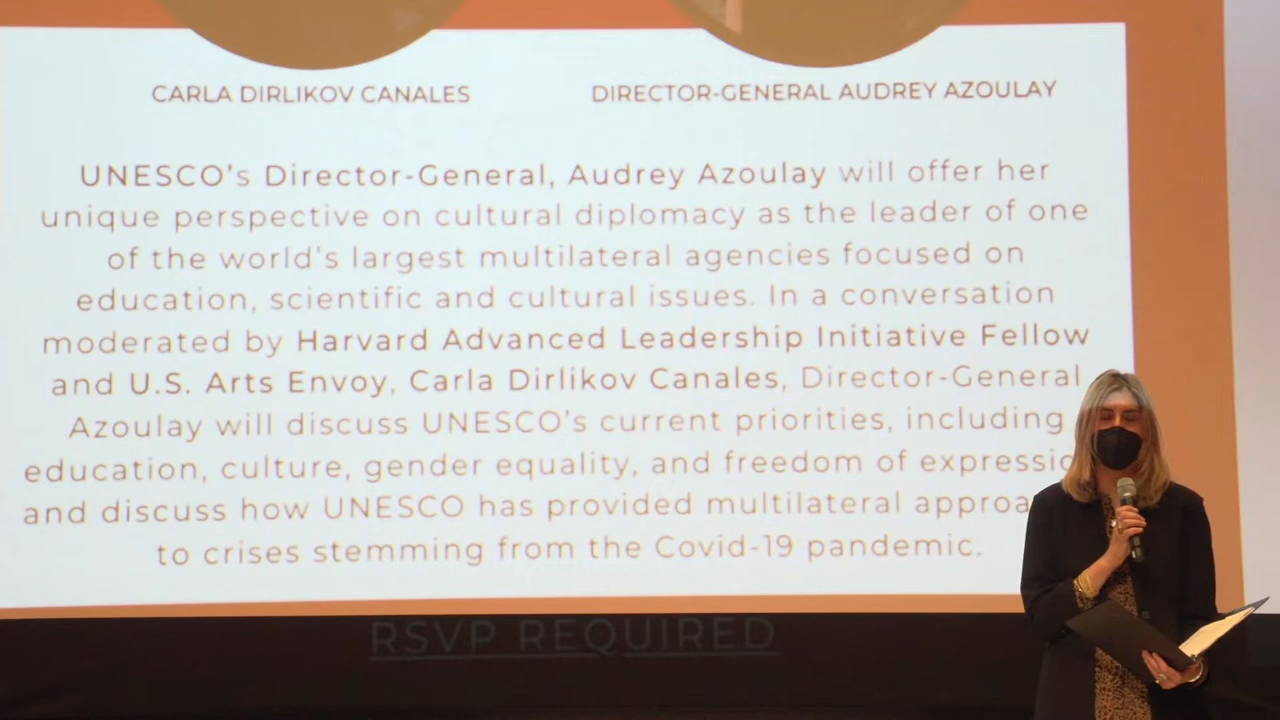 CARLA DIRLIKOV CANALES
DIRECTOR-GENERAL AUDREY AZOULAY
UNESCO's Director-General, Audrey Azoulay will offer her
unique perspective on cultural diplomacy as the leader of one
of the world's largest multilateral agencies focused on
education, scientific and cultural issues. In a conversation
moderated by Harvard Advanced Leadership Initiative Fellow
and U.S. Arts Envoy, Carla Dirlikov Canales, Director-General
Azoulay will discuss UNESCO's current priorities, including
education, culture, gender equality, and freedom of expressio
and discuss how UNESCO has provided multilateral approa
to crises stemming from the Covid-19 pandemic.
RSVP REQUIRED